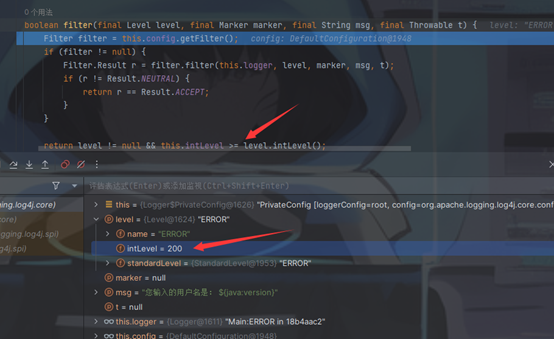 0个用法
boolean filter(final Level level, final Marker marker, final String msg, final Throwable t) { level: "ERROR"
Filter filter = this.config.getFilter(); config: DefaultConfiguration@1948
if (filter != null) {
Filter.Result r = filter.filter(this.logger, level, marker, msg, t);
if (r != Result.NEUTRAL) {
return r == Result.ACCEPT;
}
}
return level != null && this.intLevel >= level.intLevel();
评商表达式(Enter)或添加监视(Ctrl+Shift+Enter)
this = {Logger$PrivateConfig@1626} "PrivateConfig [loggerConfig=root, config=org.apache.logging.log4j.core.conf
ging.log4j.core)
level = {Level@1624} "ERROR"
core)
name = "ERROR"
log4j.spi)
intLevel = 200
g4j.spi)
standardLevel = {StandardLevel@1953} "ERROR"
marker = null
msg = "您输入的用户名是: ${java:version}"
t = null
this.logger = {Logger@1611} "Main:ERROR in 18b4aac2"
this.config = {DefaultConfiguration@1948}